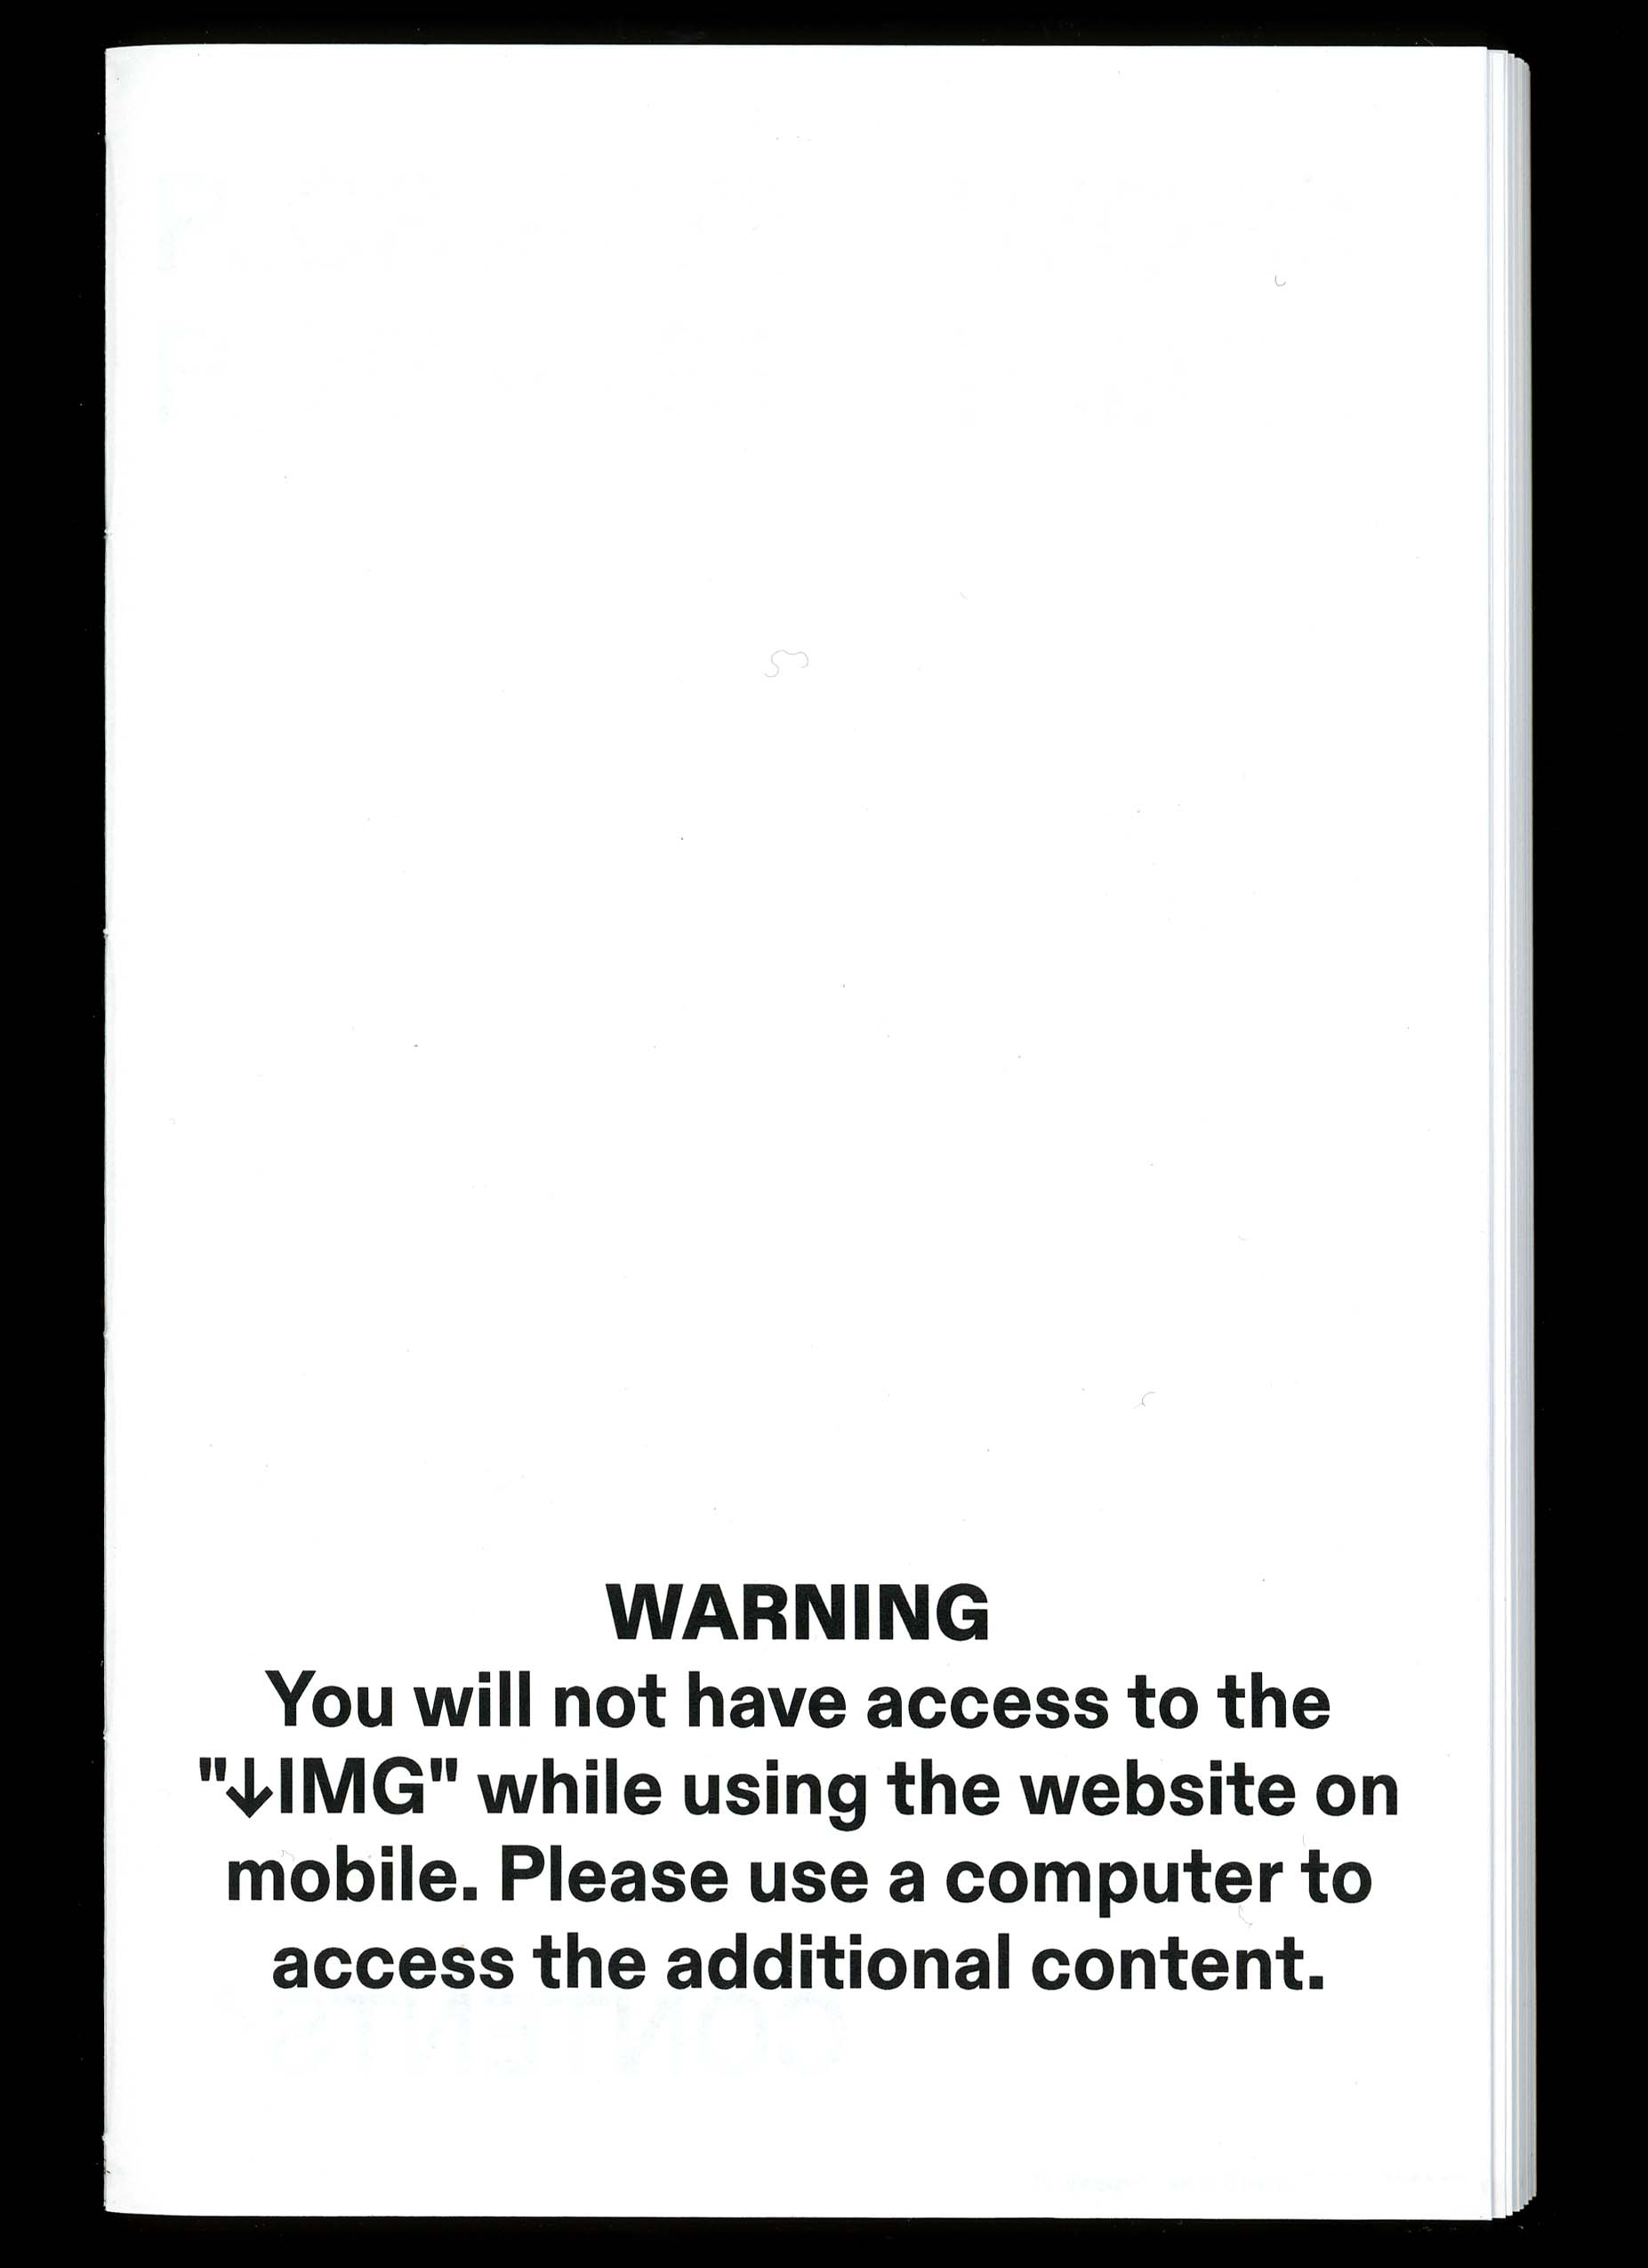 WARNING
You will not have access to the
"↓IMG" while using the website on
mobile. Please use a computer to
access the additional content.
CONTENTS